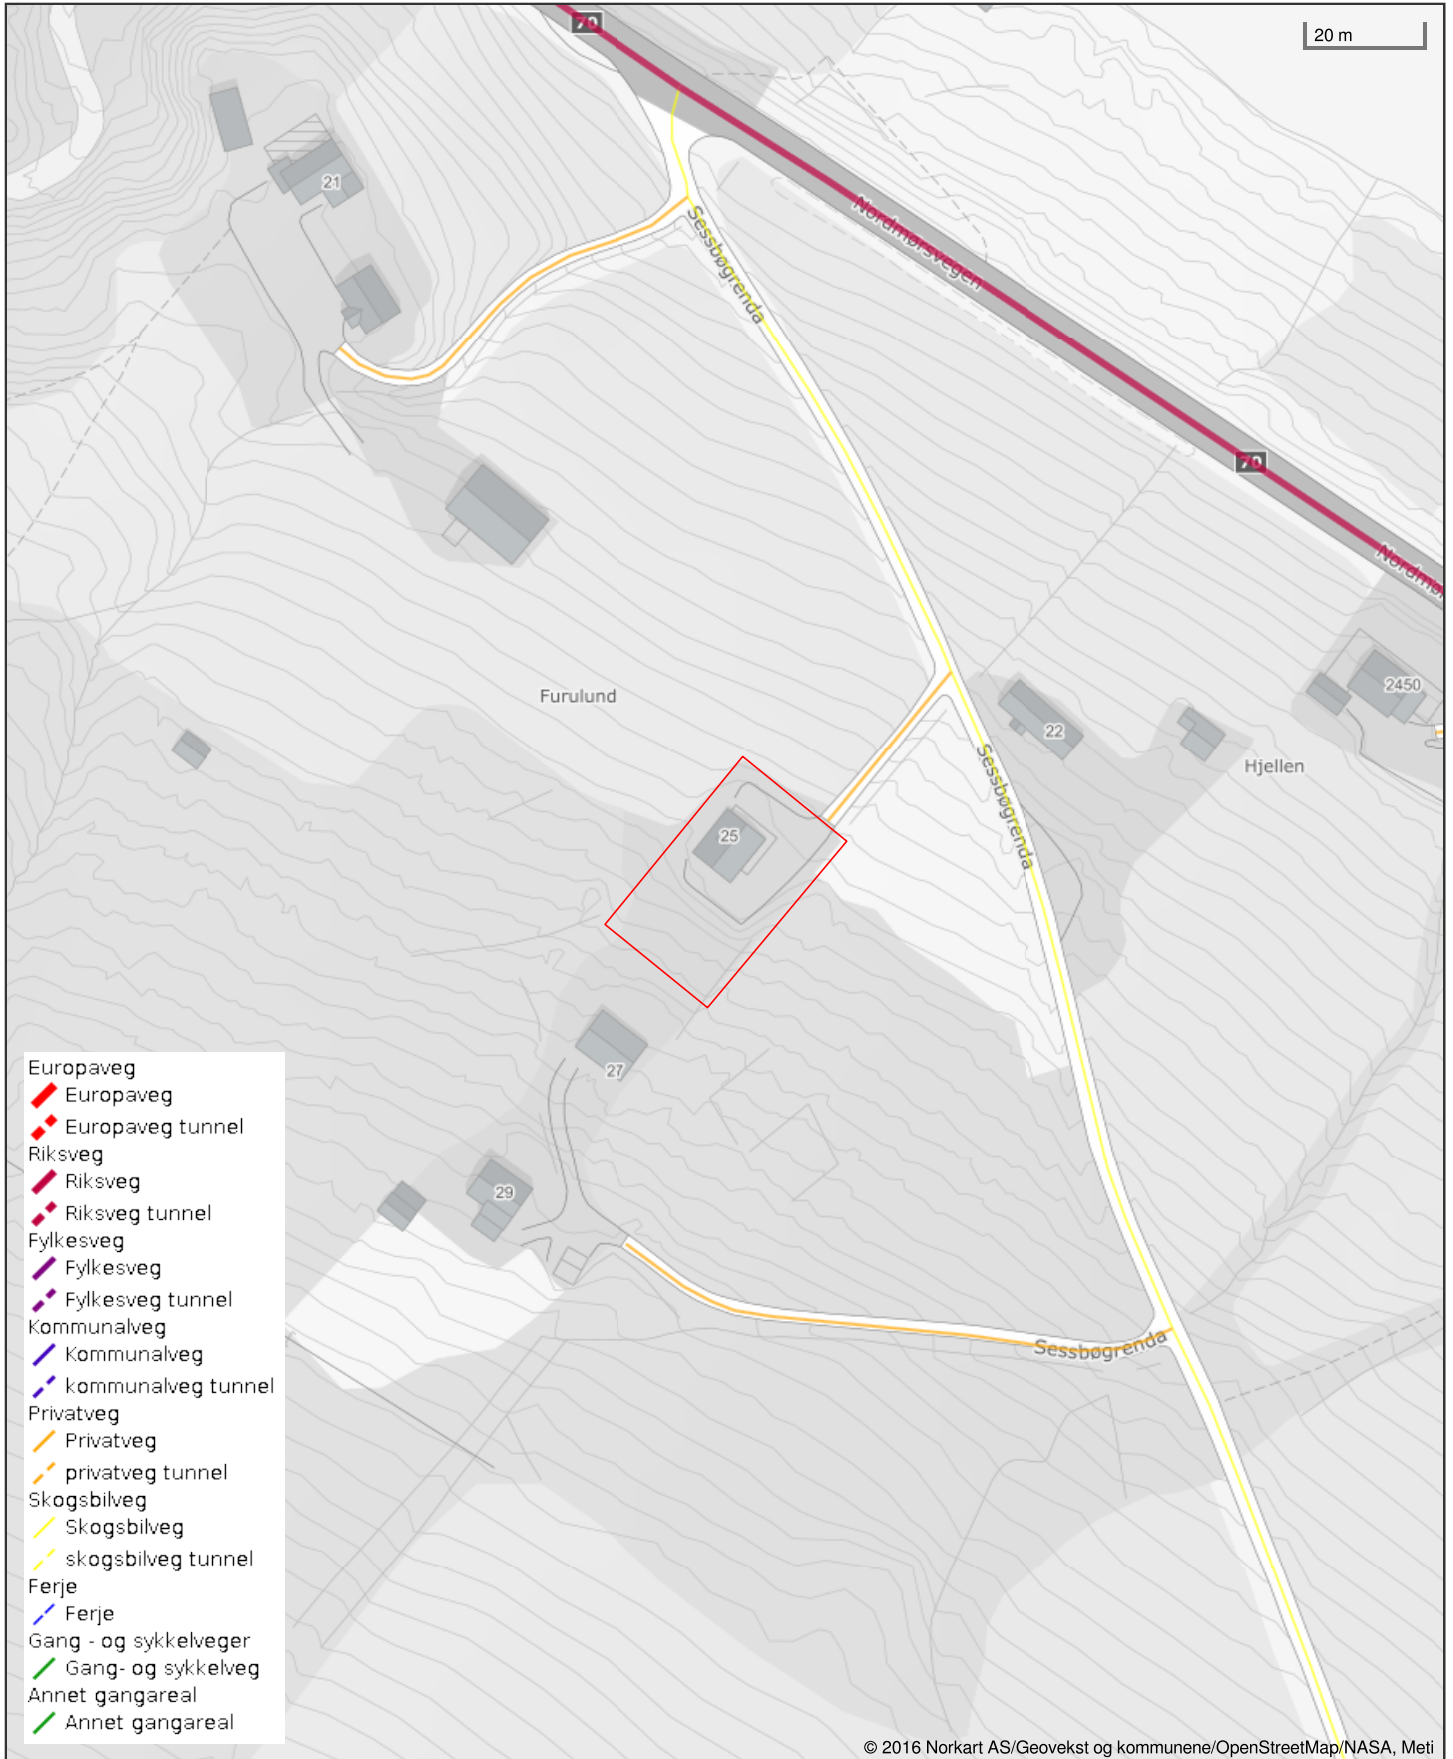 70
20 m
21
Sessbøgrenda
Nordmørsvegen
70
Nordmø
Furulund
22
2450
Hjellen
Sessbøgrenda
25
27
29
Sessbøgrenda
Europaveg
Europaveg
Europaveg tunnel
Riksveg
Riksveg
Riksveg tunnel
Fylkesveg
Fylkesveg
Fylkesveg tunnel
Kommunalveg
Kommunalveg
kommunalveg tunnel
Privatveg
Privatveg
privatveg tunnel
Skogsbilveg
Skogsbilveg
skogsbilveg tunnel
Ferje
Ferje
Gang - og sykkelveger
Gang- og sykkelveg
Annet gangareal
Annet gangareal
© 2016 Norkart AS/Geovekst og kommunene/OpenStreetMap/NASA, Meti